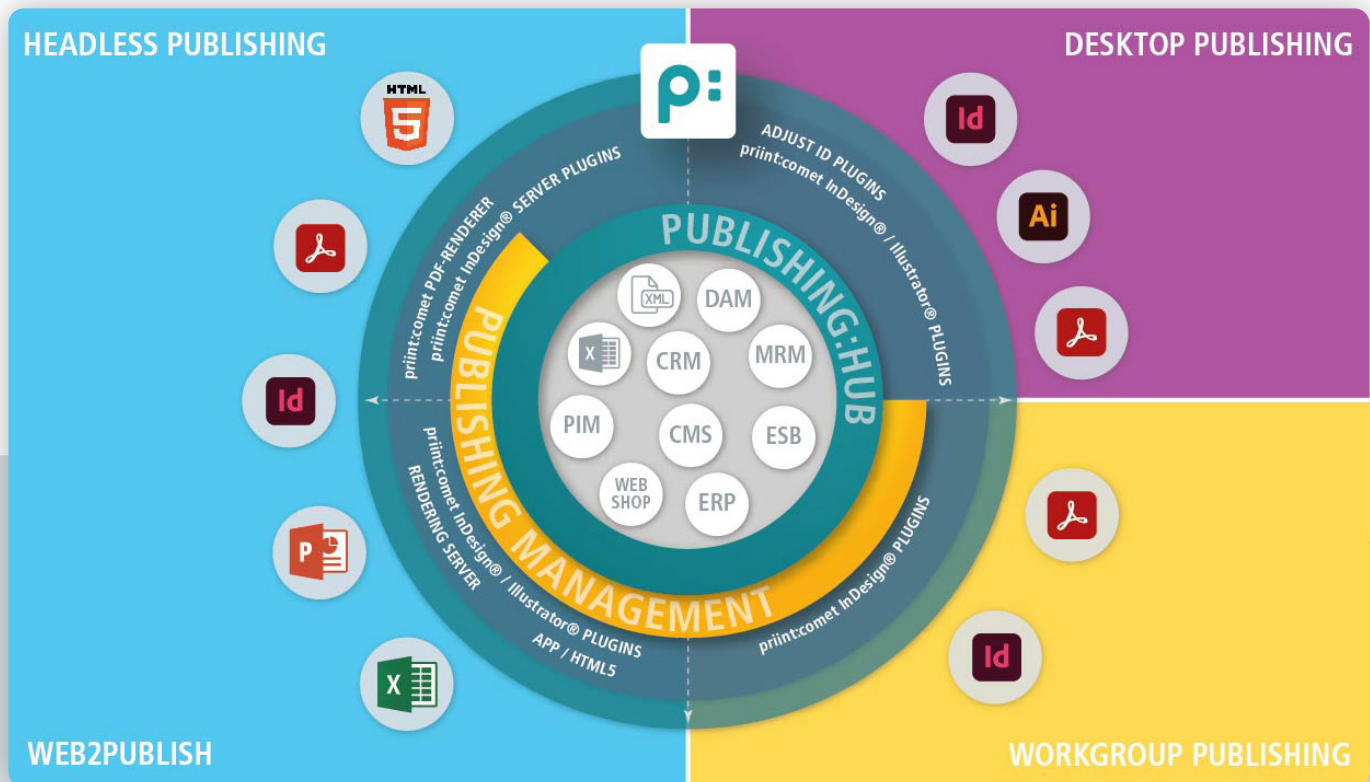 HEADLESS PUBLISHING
DESKTOP PUBLISHING
p:
HTML
5
Id
Ai
Id
P
X
Id
ADJUST ID PLUGINS
priint:comet InDesign® / Illustrator® PLUGINS
priint:comet PDF-RENDERER
priint:comet InDesign® SERVER PLUGINS
PUBLISHING:HUB
PUBLISHING MANAGEMENT
XML
DAM
X
CRM
MRM
PIM
CMS
ESB
WEB
SHOP
ERP
priint:comet InDesign® / Illustrator® PLUGINS
RENDERING SERVER
APP / HTML5
priint:comet InDesign® PLUGINS
WEB2PUBLISH
WORKGROUP PUBLISHING